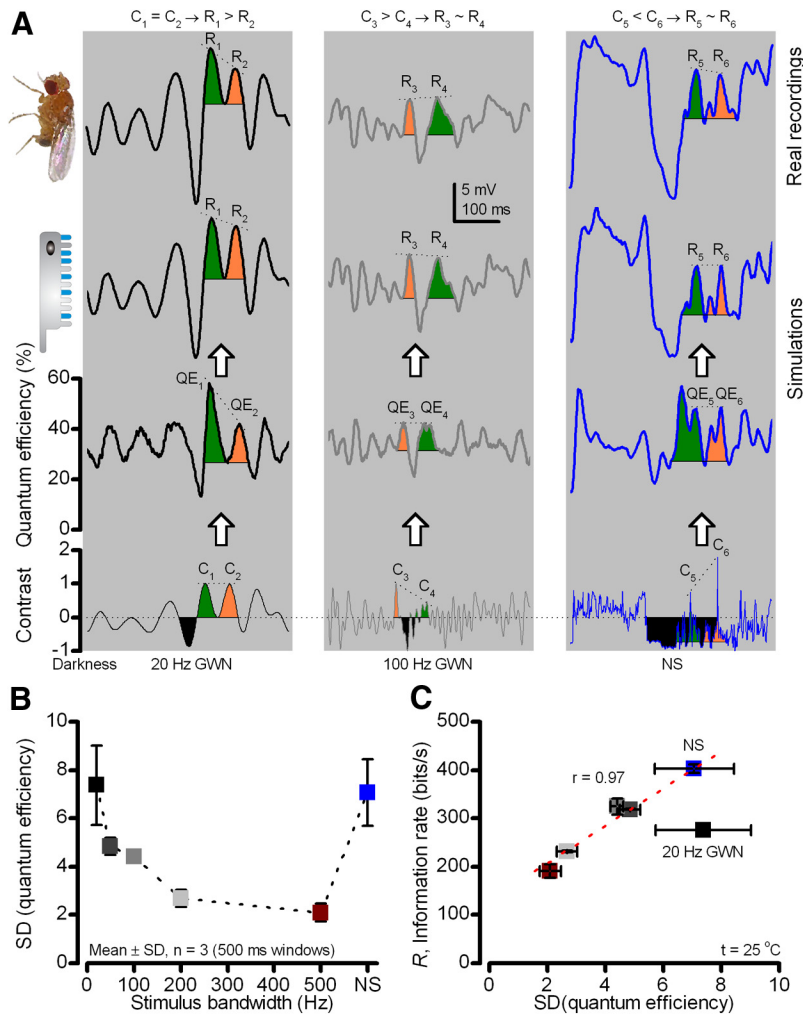 A
C1 = C2 → R1 > R2
C3 > C4 → R3 ~ R4
C5 < C6 → R5 ~ R6
R1
R2
R3
R4
R5
R6
Real recordings
5 mV
100 ms
R1
R2
R3
R4
R5
R6
Simulations
Quantum efficiency (%)
60
40
20
0
QE1
QE2
QE3
QE4
QE5
QE6
Contrast
2
1
0
-1
C1
C2
C3
C4
C5
C6
Darkness
20 Hz GWN
100 Hz GWN
NS
B
SD (quantum efficiency)
10
8
6
4
2
0
Mean ± SD, n = 3 (500 ms windows)
0 100 200 300 400 500 NS
Stimulus bandwidth (Hz)
C
R, Information rate (bits/s)
500
400
300
200
100
0
NS
r = 0.97
20 Hz GWN
t = 25 °C
0 2 4 6 8 10
SD(quantum efficiency)